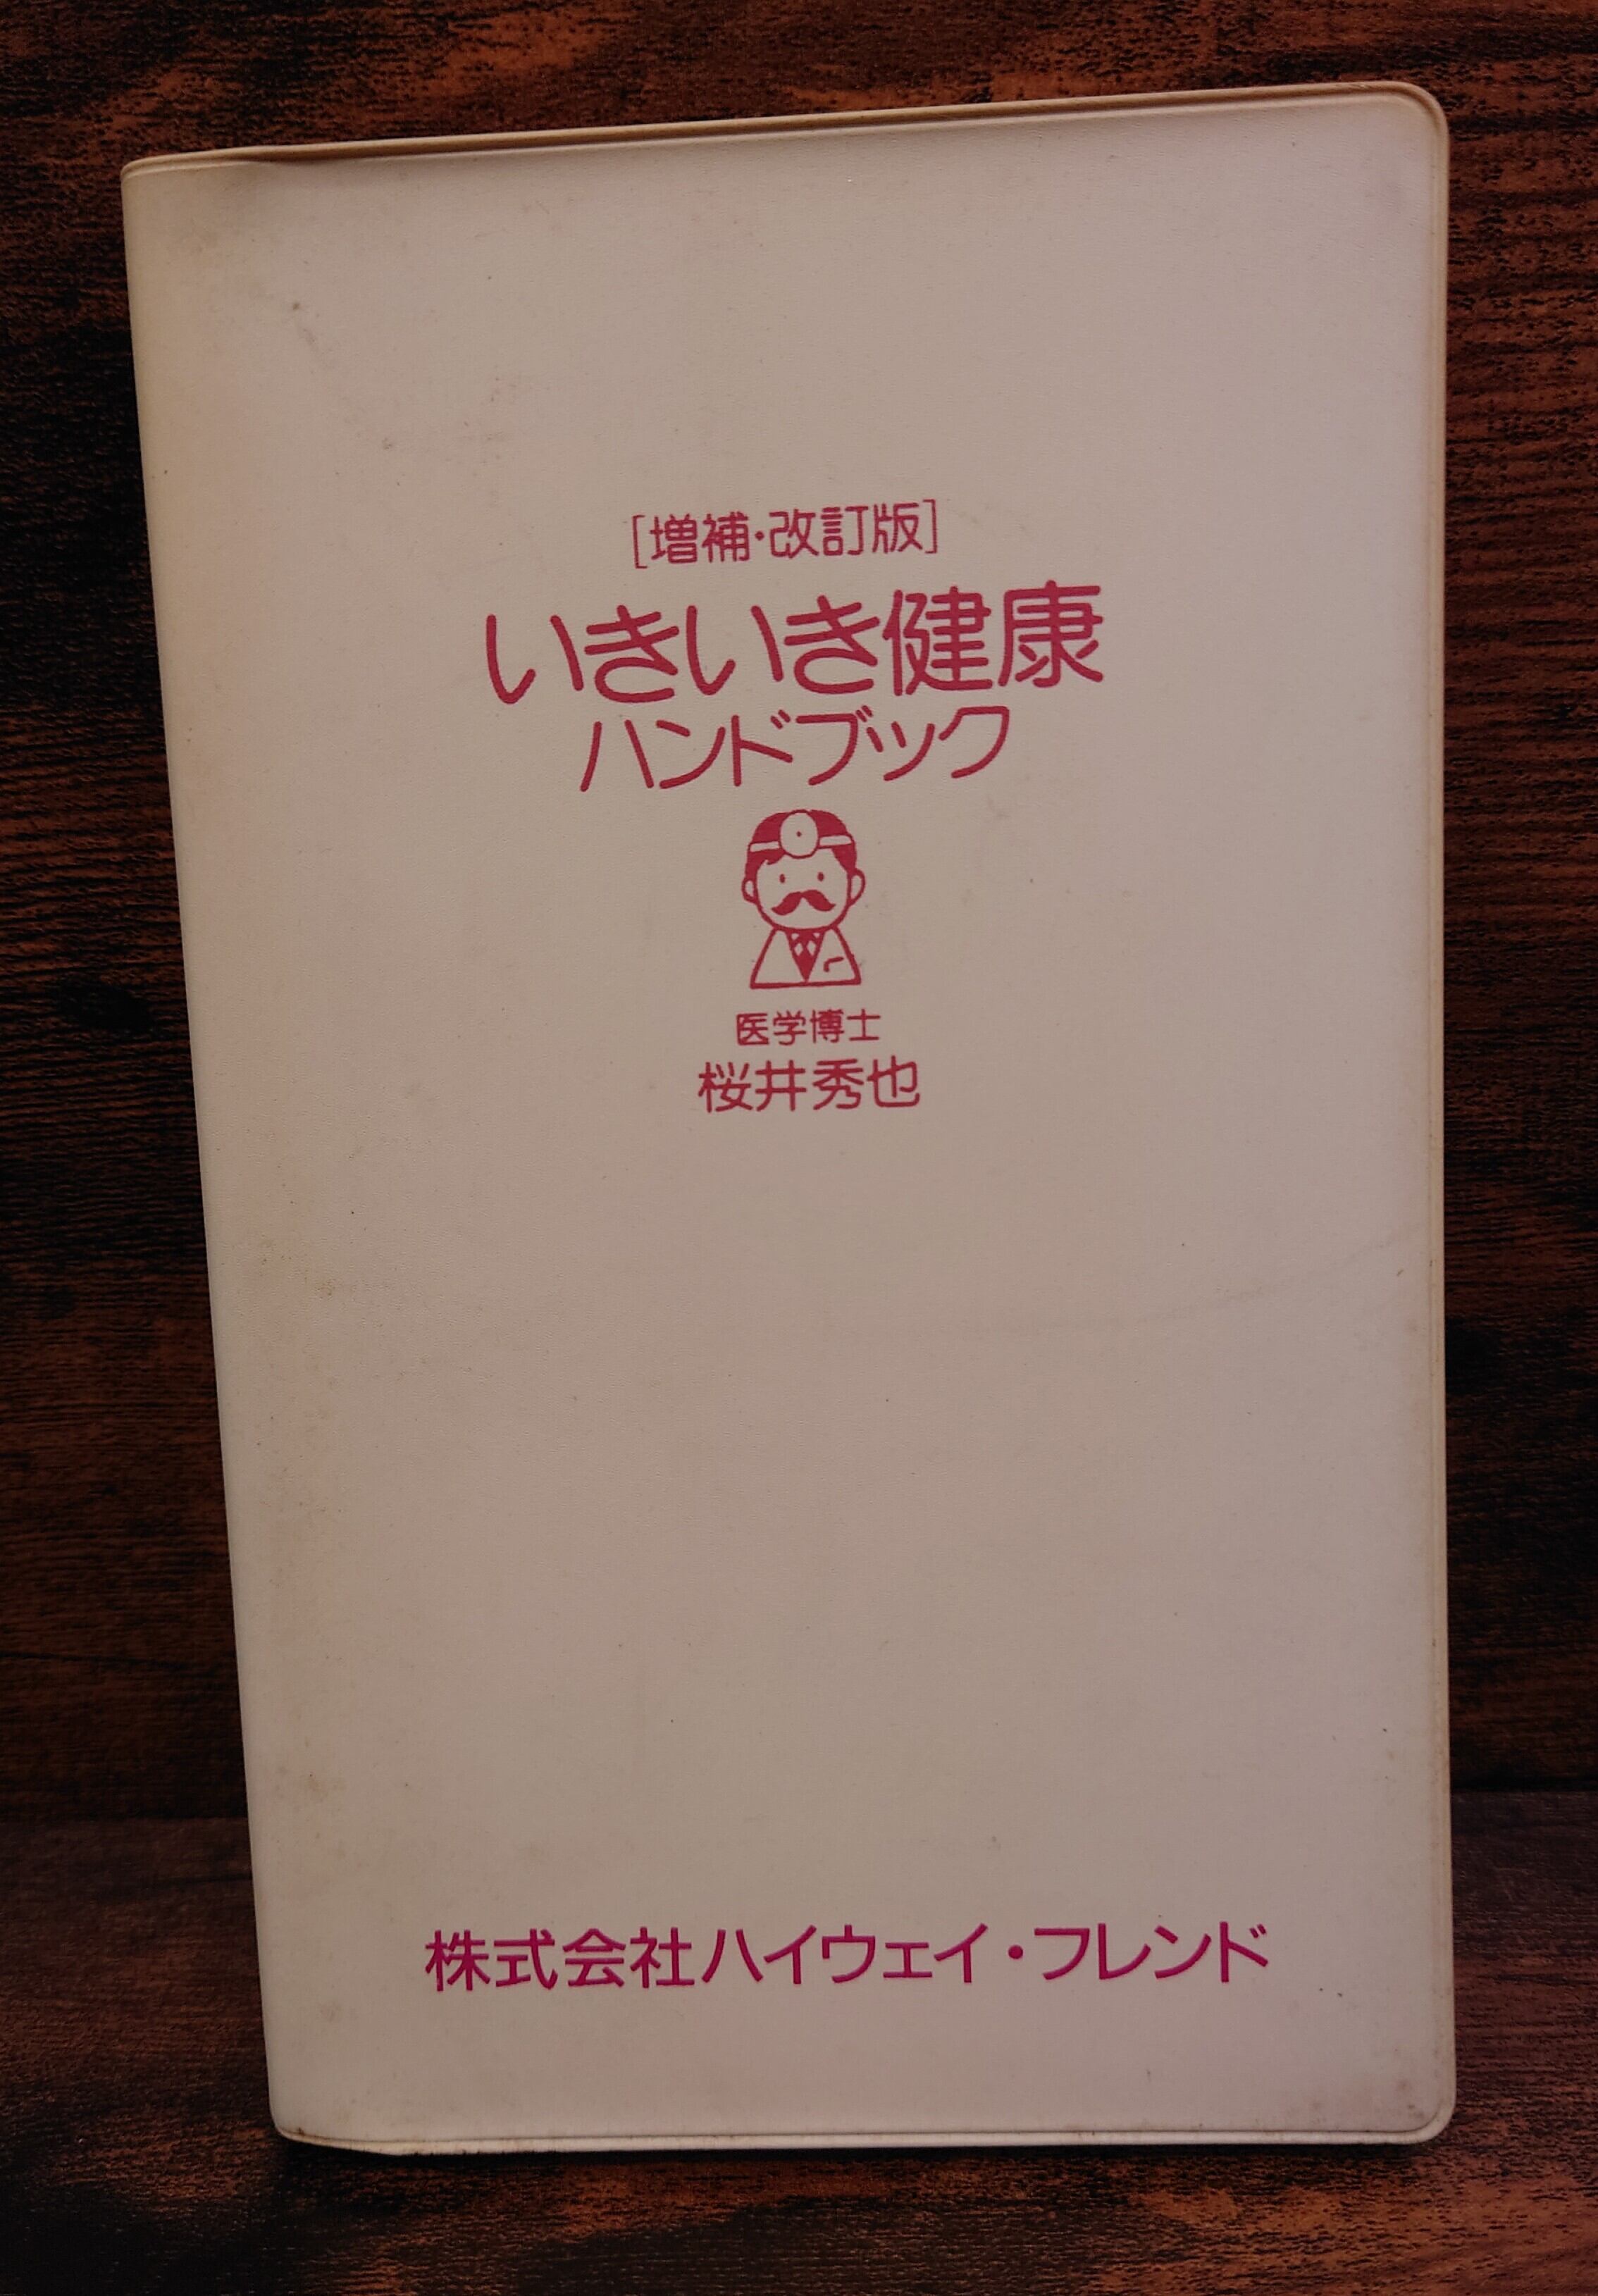 [増補・改訂版]
いきいき健康
ハンドブック
医学博士
桜井秀也
株式会社ハイウェイ・フレンド